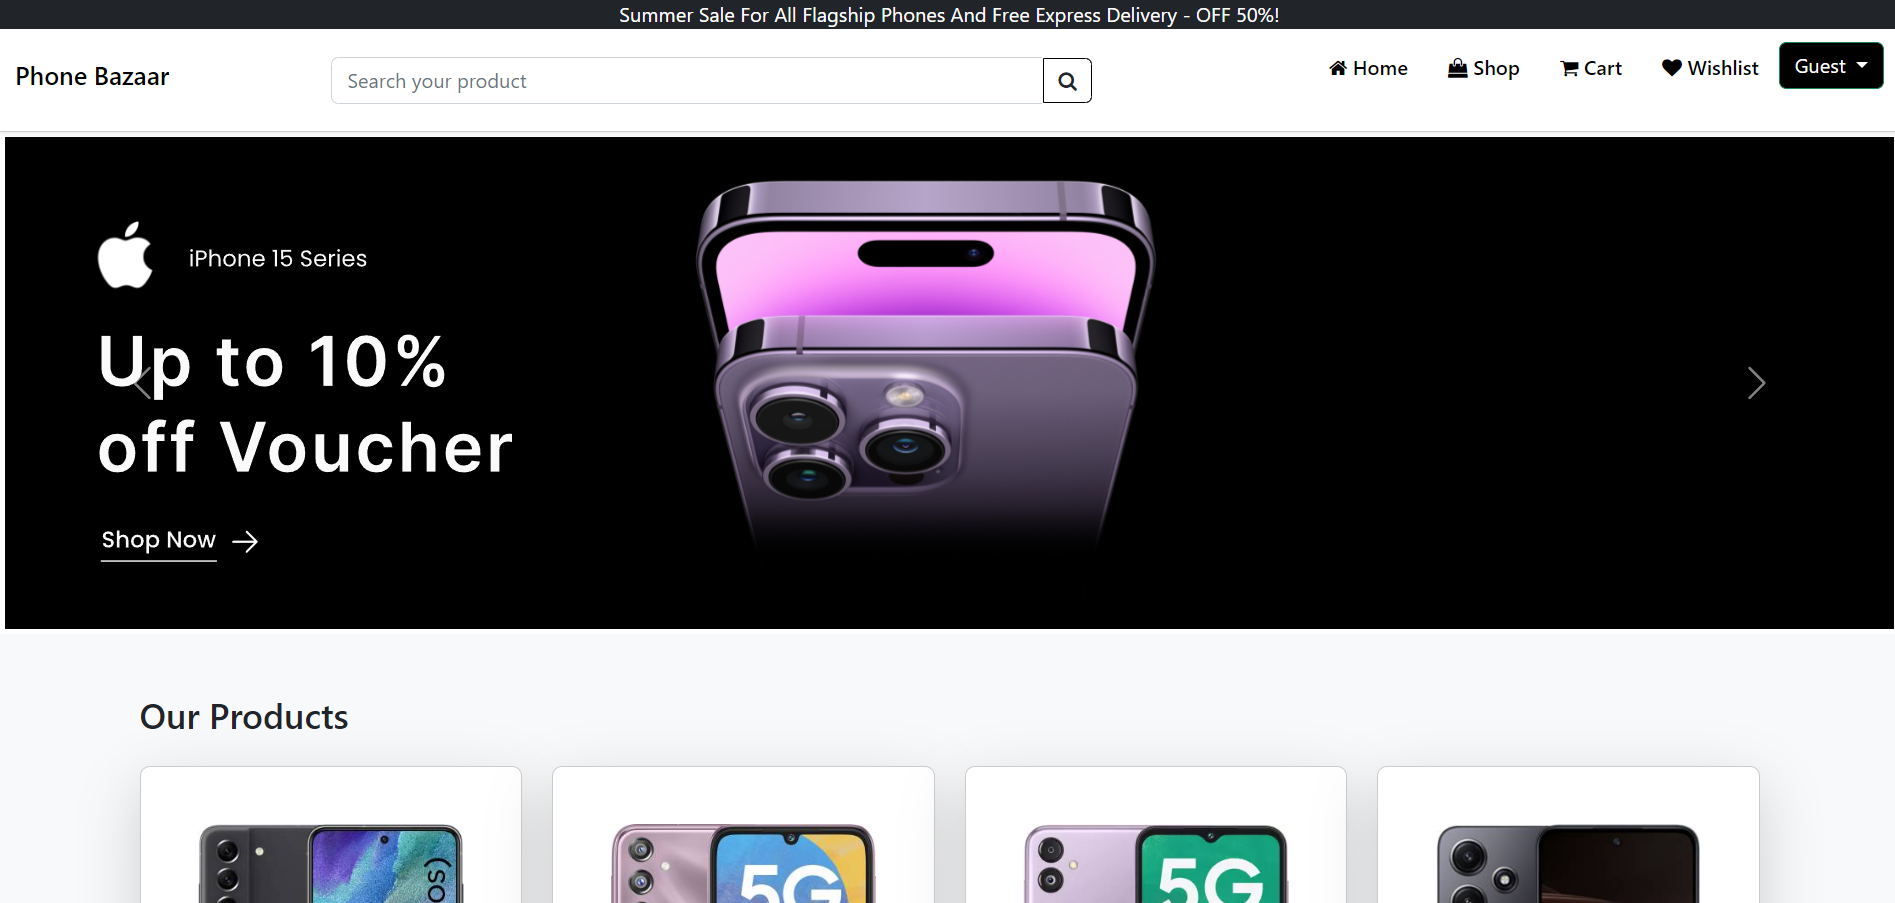 Summer Sale For All Flagship Phones And Free Express Delivery - OFF 50%!
Phone Bazaar
Search your product
Home
Shop
Cart
Wishlist
Guest
iPhone 15 Series
Up to 10%
off Voucher
Shop Now
Our Products
5G
5G